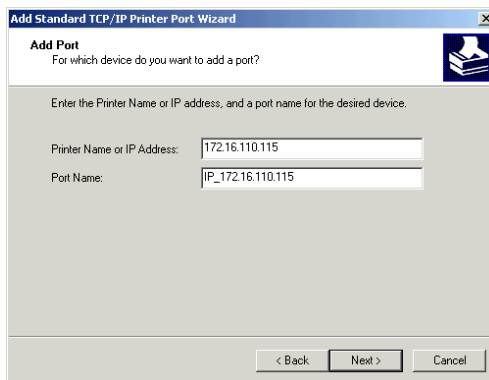 Add Standard TCP/IP Printer Port Wizard
Add Port
For which device do you want to add a port?
Enter the Printer Name or IP address, and a port name for the desired device.
Printer Name or IP Address: 172.16.110.115
Port Name: IP_172.16.110.115
< Back Next > Cancel